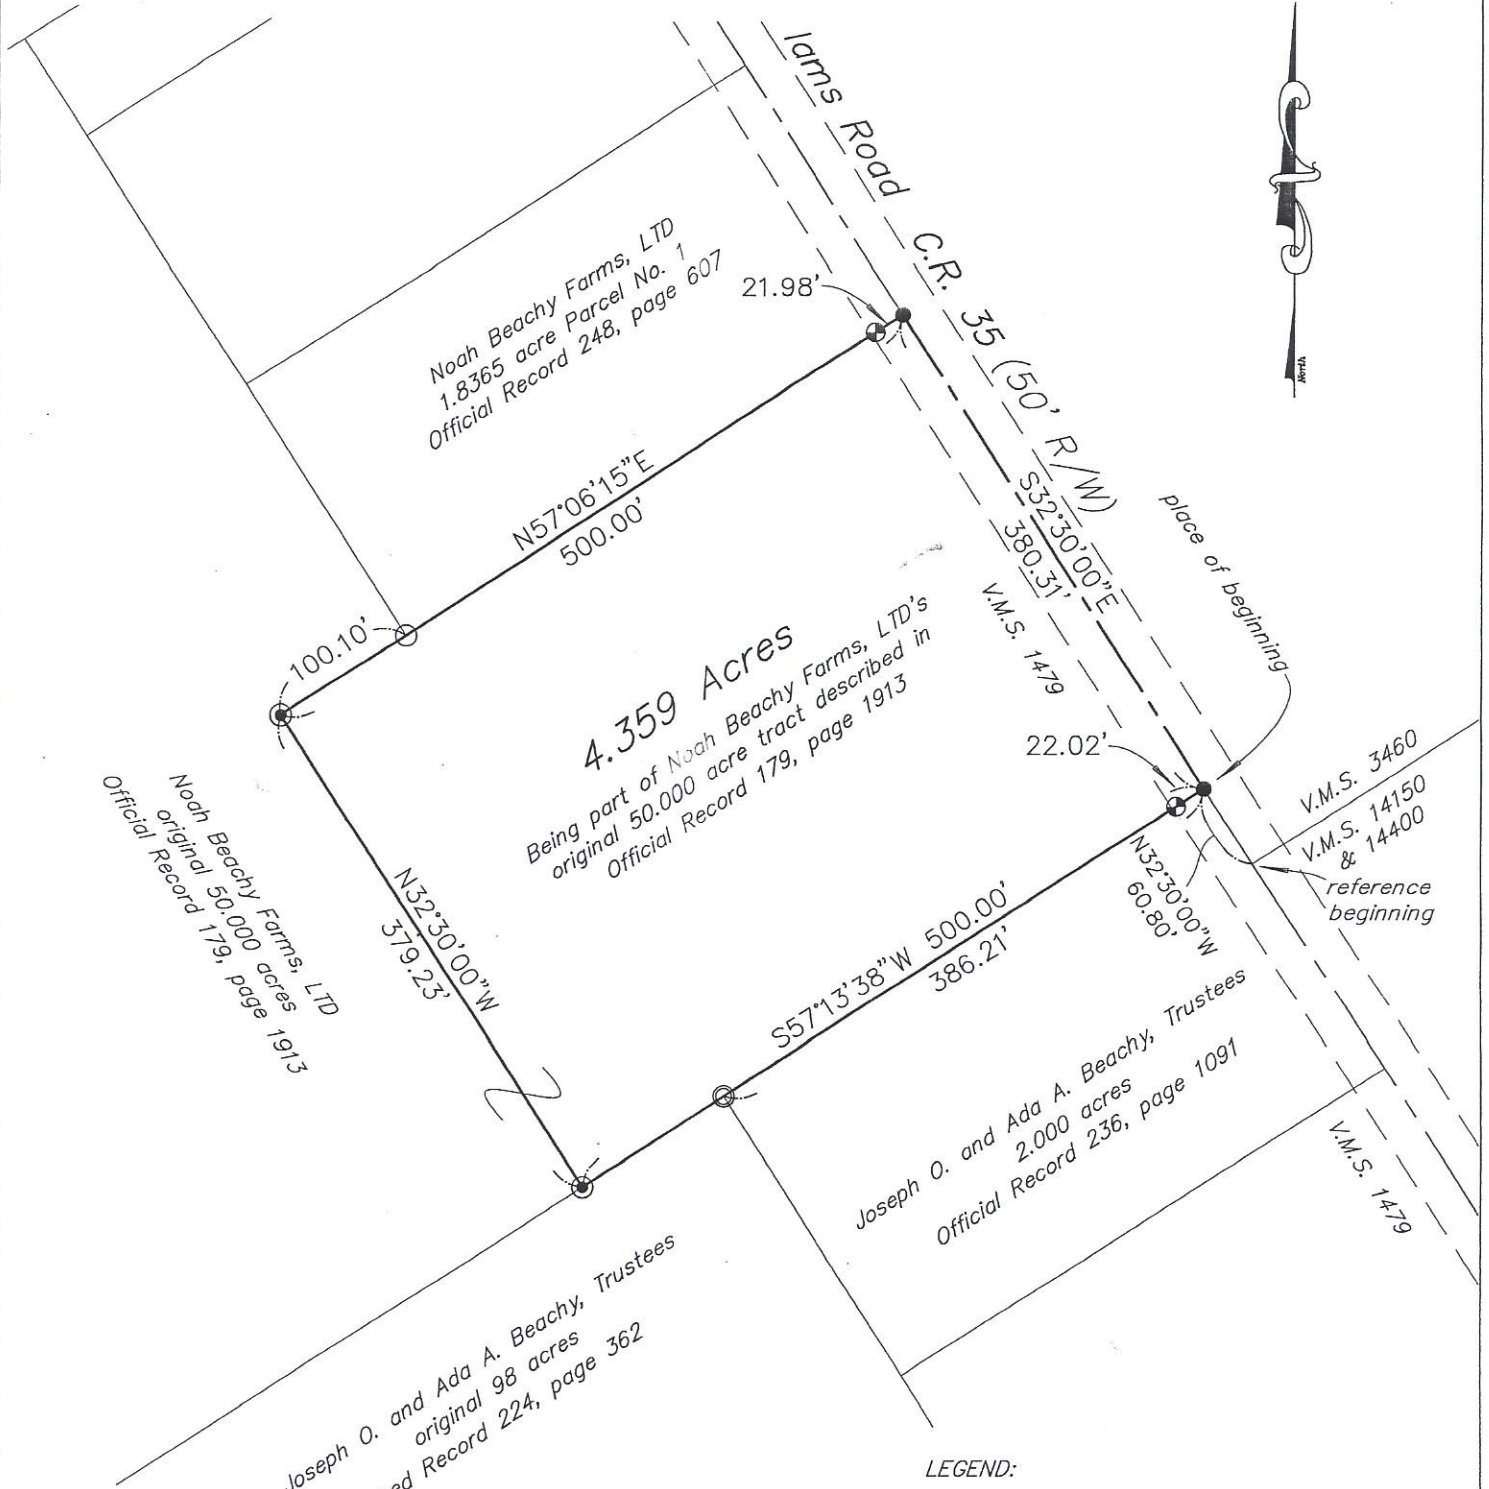 Iams Road C.R. 35 (50' R/W)
North
Noah Beachy Farms, LTD
1.8365 acre Parcel No. 1
Official Record 248, page 607
21.98'
N57°06'15"E
500.00'
S32°30'00"E
380.31'
place of beginning
V.M.S. 1479
100.10'
4.359 Acres
Being part of Noah Beachy Farms, LTD's
original 50.000 acre tract described in
Official Record 179, page 1913
22.02'
V.M.S. 3460
V.M.S. 14150
& 14400
reference
beginning
Noah Beachy Farms, LTD
original 50.000 acres
Official Record 179, page 1913
N32°30'00"W
379.23'
N32°30'00"W
60.80'
S57°13'38"W 500.00'
386.21'
Joseph O. and Ada A. Beachy, Trustees
2.000 acres
Official Record 236, page 1091
V.M.S. 1479
Joseph O. and Ada A. Beachy, Trustees
original 98 acres
ed Record 224, page 362
LEGEND: